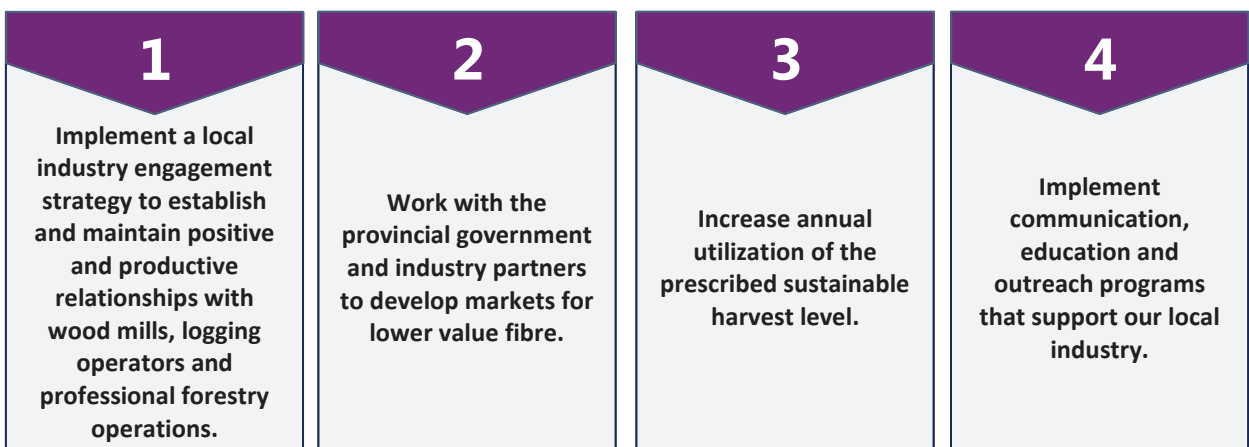 1
Implement a local
industry engagement
strategy to establish
and maintain positive
and productive
relationships with
wood mills, logging
operators and
professional forestry
operations.
2
Work with the
provincial government
and industry partners
to develop markets for
lower value fibre.
3
Increase annual
utilization of the
prescribed sustainable
harvest level.
4
Implement
communication,
education and
outreach programs
that support our local
industry.